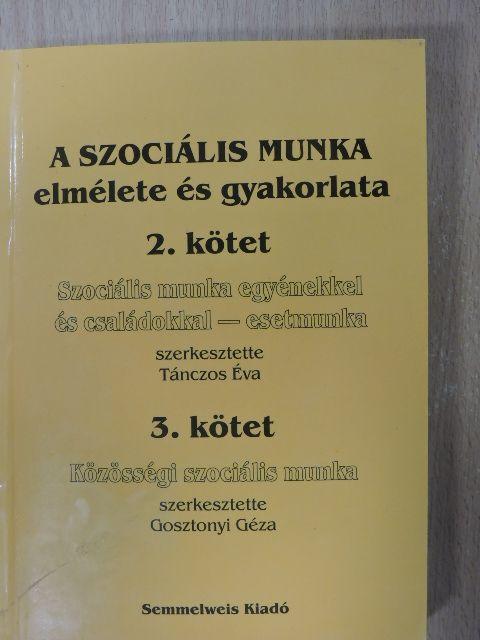 A SZOCIÁLIS MUNKA
elmélete és gyakorlata
2. kötet
Szociális munka egyénekkel
és családokkal — esetmunka
szerkesztette
Tánczos Éva
3. kötet
Közösségi szociális munka
szerkesztette
Gosztonyi Géza
Semmelweis Kiadó